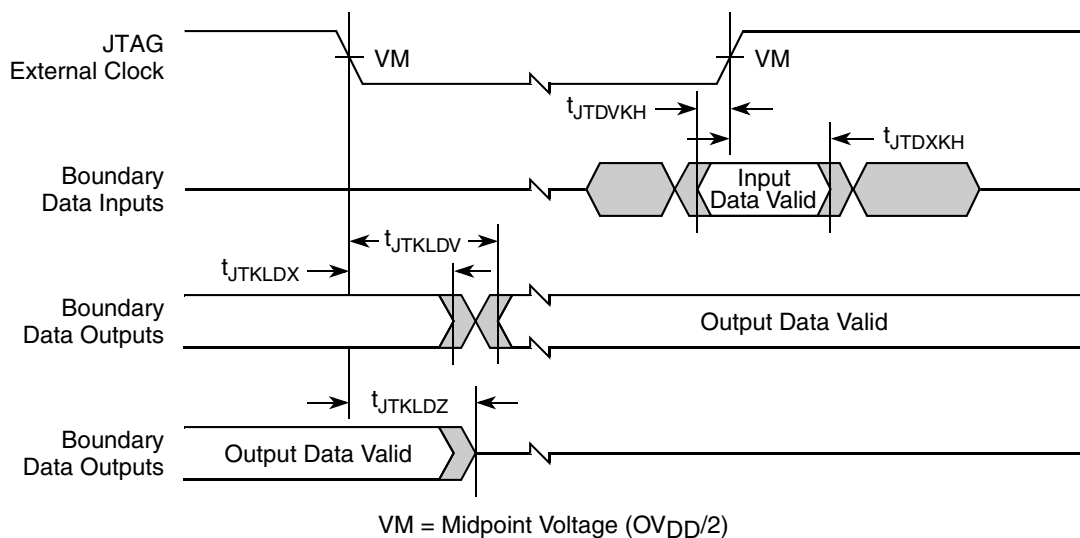 JTAG
External Clock
VM
VM
tJTDVKH
tJTDXKH
Boundary
Data Inputs
Input
Data Valid
tJTKLDV
tJTKLDX
Boundary
Data Outputs
Output Data Valid
tJTKLDZ
Boundary
Data Outputs
Output Data Valid
VM = Midpoint Voltage (OVDD/2)